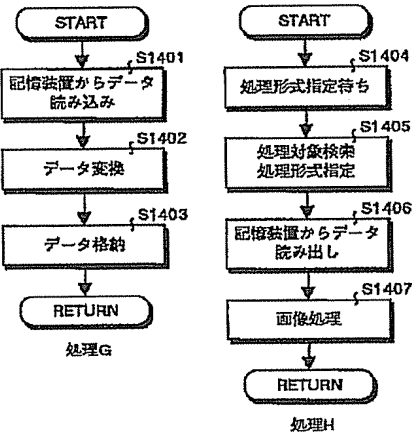 START
S1401
記憶装置からデータ
読み込み
S1402
データ変換
S1403
データ格納
RETURN
処理G
START
S1404
処理形式指定待ち
S1405
処理対象検索
処理形式指定
S1406
記憶装置からデータ
読み出し
S1407
画像処理
RETURN
処理H